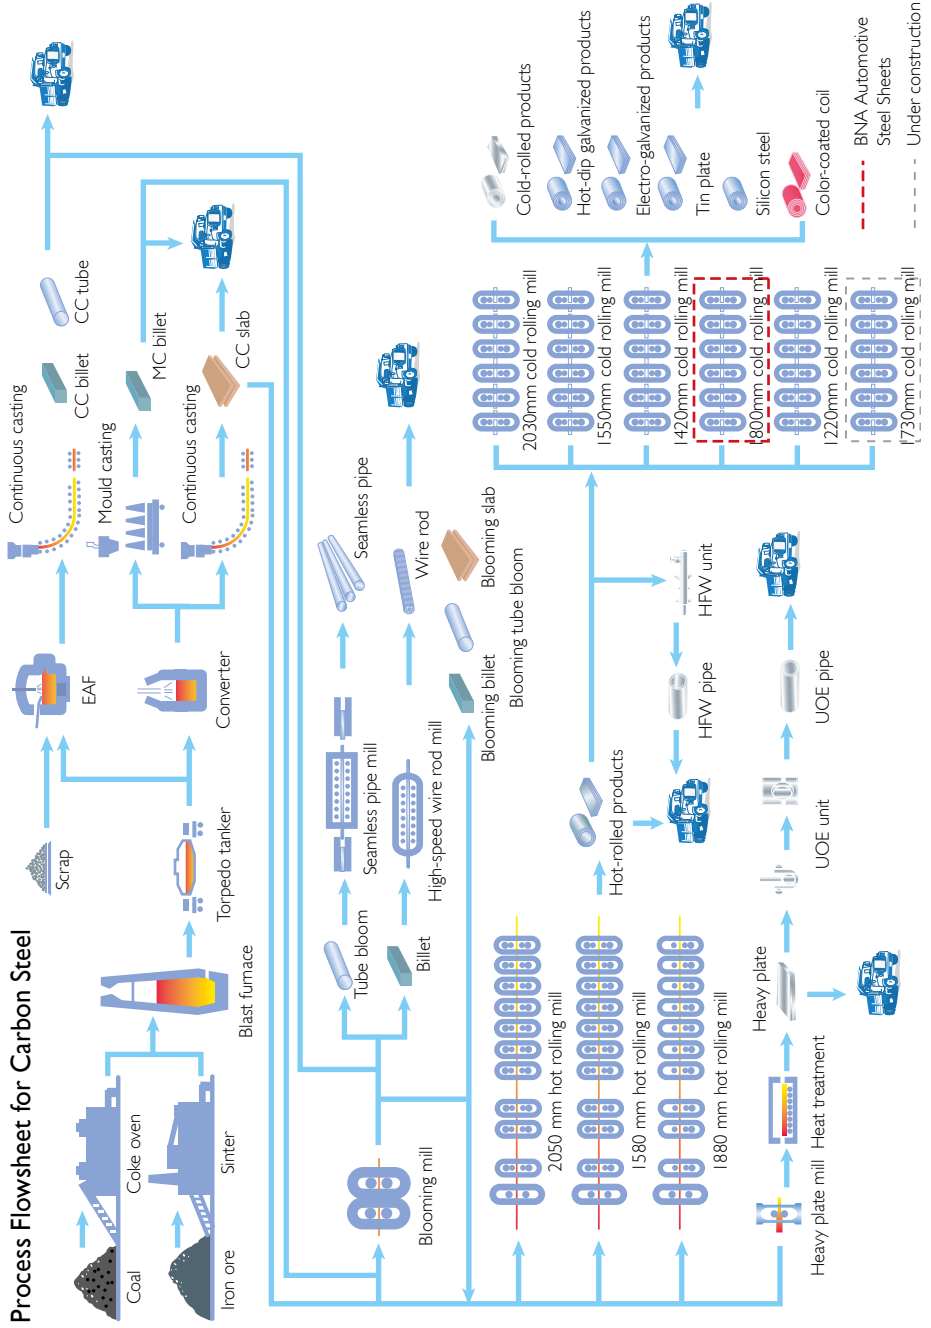 Process Flowsheet for Carbon Steel
Coal
Coke oven
Iron ore
Sinter
Blast furnace
Torpedo tanker
Scrap
EAF
Converter
Continuous casting
CC billet
CC tube
Mould casting
MC billet
Continuous casting
CC slab
Blooming mill
Tube bloom
Seamless pipe mill
Seamless pipe
Billet
High-speed wire rod mill
Wire rod
Blooming billet
Blooming tube bloom
Blooming slab
2050 mm hot rolling mill
1580 mm hot rolling mill
1880 mm hot rolling mill
Hot-rolled products
HFW unit
HFW pipe
Heavy plate mill
Heat treatment
Heavy plate
UOE unit
UOE pipe
2030mm cold rolling mill
1550mm cold rolling mill
1420mm cold rolling mill
1800mm cold rolling mill
1220mm cold rolling mill
1730mm cold rolling mill
Cold-rolled products
Hot-dip galvanized products
Electro-galvanized products
Tin plate
Silicon steel
Color-coated coil
BNA Automotive
Steel Sheets
Under construction